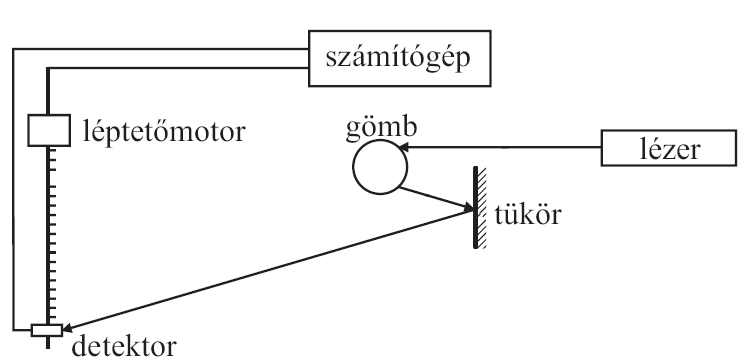 számítógép
léptetőmotor
gömb
lézer
tükör
detektor